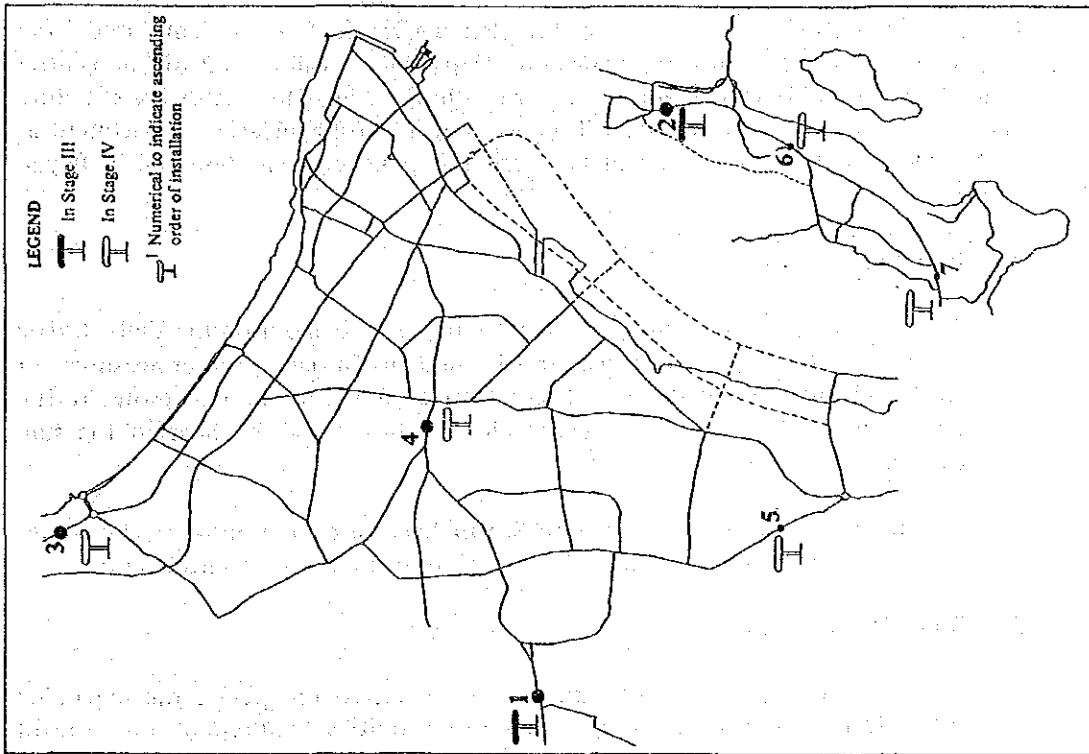 LEGEND
In Stage III
In Stage IV
1 Numerical to indicate ascending
order of installation
3
4
1
5
2
6
7